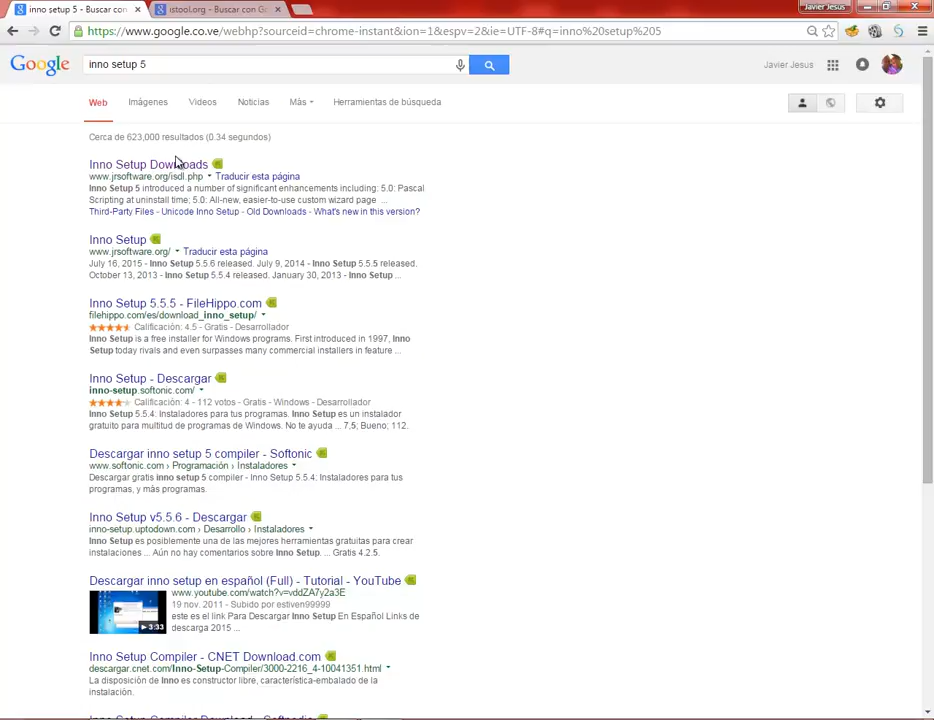 inno setup 5 - Buscar con
istool.org - Buscar con G
Javier Jesús
https://www.google.co.ve/webhp?sourceid=chrome-instant&ion=1&espv=2&ie=UTF-8#q=inno%20setup%205
Google
inno setup 5
Javier Jesus
Web
Imágenes
Videos
Noticias
Más
Herramientas de búsqueda
Cerca de 623,000 resultados (0.34 segundos)
Inno Setup Downloads
www.jrsoftware.org/isdl.php Traducir esta página
Inno Setup 5 introduced a number of significant enhancements including: 5.0: Pascal
Scripting at uninstall time; 5.0: All-new, easier-to-use custom wizard page ...
Third-Party Files - Unicode Inno Setup - Old Downloads - What's new in this version?
Inno Setup
www.jrsoftware.org/ Traducir esta página
July 16, 2015 - Inno Setup 5.5.6 released. July 9, 2014 - Inno Setup 5.5.5 released.
October 13, 2013 - Inno Setup 5.5.4 released. January 30, 2013 - Inno Setup ...
Inno Setup 5.5.5 - FileHippo.com
filehippo.com/es/download_inno_setup/
Calificación: 4.5 - Gratis - Desarrollador
Inno Setup is a free installer for Windows programs. First introduced in 1997, Inno
Setup today rivals and even surpasses many commercial installers in feature ...
Inno Setup - Descargar
inno-setup.softonic.com/
Calificación: 4 - 112 votos - Gratis - Windows - Desarrollador
Inno Setup 5.5.4: Instaladores para tus programas. Inno Setup es un instalador
gratuito para multitud de programas de Windows. No te ayuda ... 7,5; Bueno; 112.
Descargar inno setup 5 compiler - Softonic
www.softonic.com › Programación › Instaladores
Descargar gratis inno setup 5 compiler - Inno Setup 5.5.4: Instaladores para tus
programas, y más programas.
Inno Setup v5.5.6 - Descargar
inno-setup.uptodown.com › Desarrollo › Instaladores
Inno Setup es posiblemente una de las mejores herramientas gratuitas para crear
instalaciones ... Aún no hay comentarios sobre Inno Setup. ... Gratis 4.2.5.
Descargar inno setup en español (Full) - Tutorial - YouTube
www.youtube.com/watch?v=vddZA7y2a3E
19 nov. 2011 - Subido por estiven99999
este es el link Para Descargar Inno Setup En Español Links de
descarga 2015 ...
3:33
Inno Setup Compiler - CNET Download.com
descargar.cnet.com/Inno-Setup-Compiler/3000-2216_4-10041351.html
La disposición de Inno es constructor libre, característica-embalado de la
instalación.